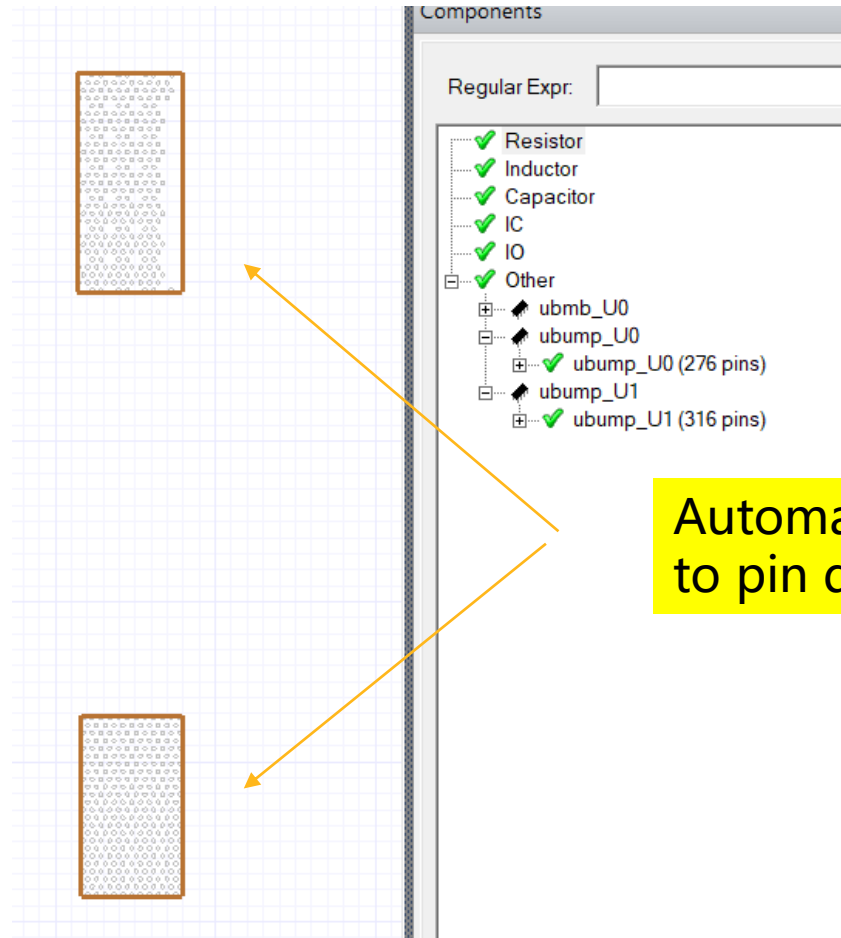 Components
Regular Expr:
Resistor
Inductor
Capacitor
IC
IO
Other
ubmb_U0
ubump_U0
ubump_U0 (276 pins)
ubump_U1
ubump_U1 (316 pins)
to pin